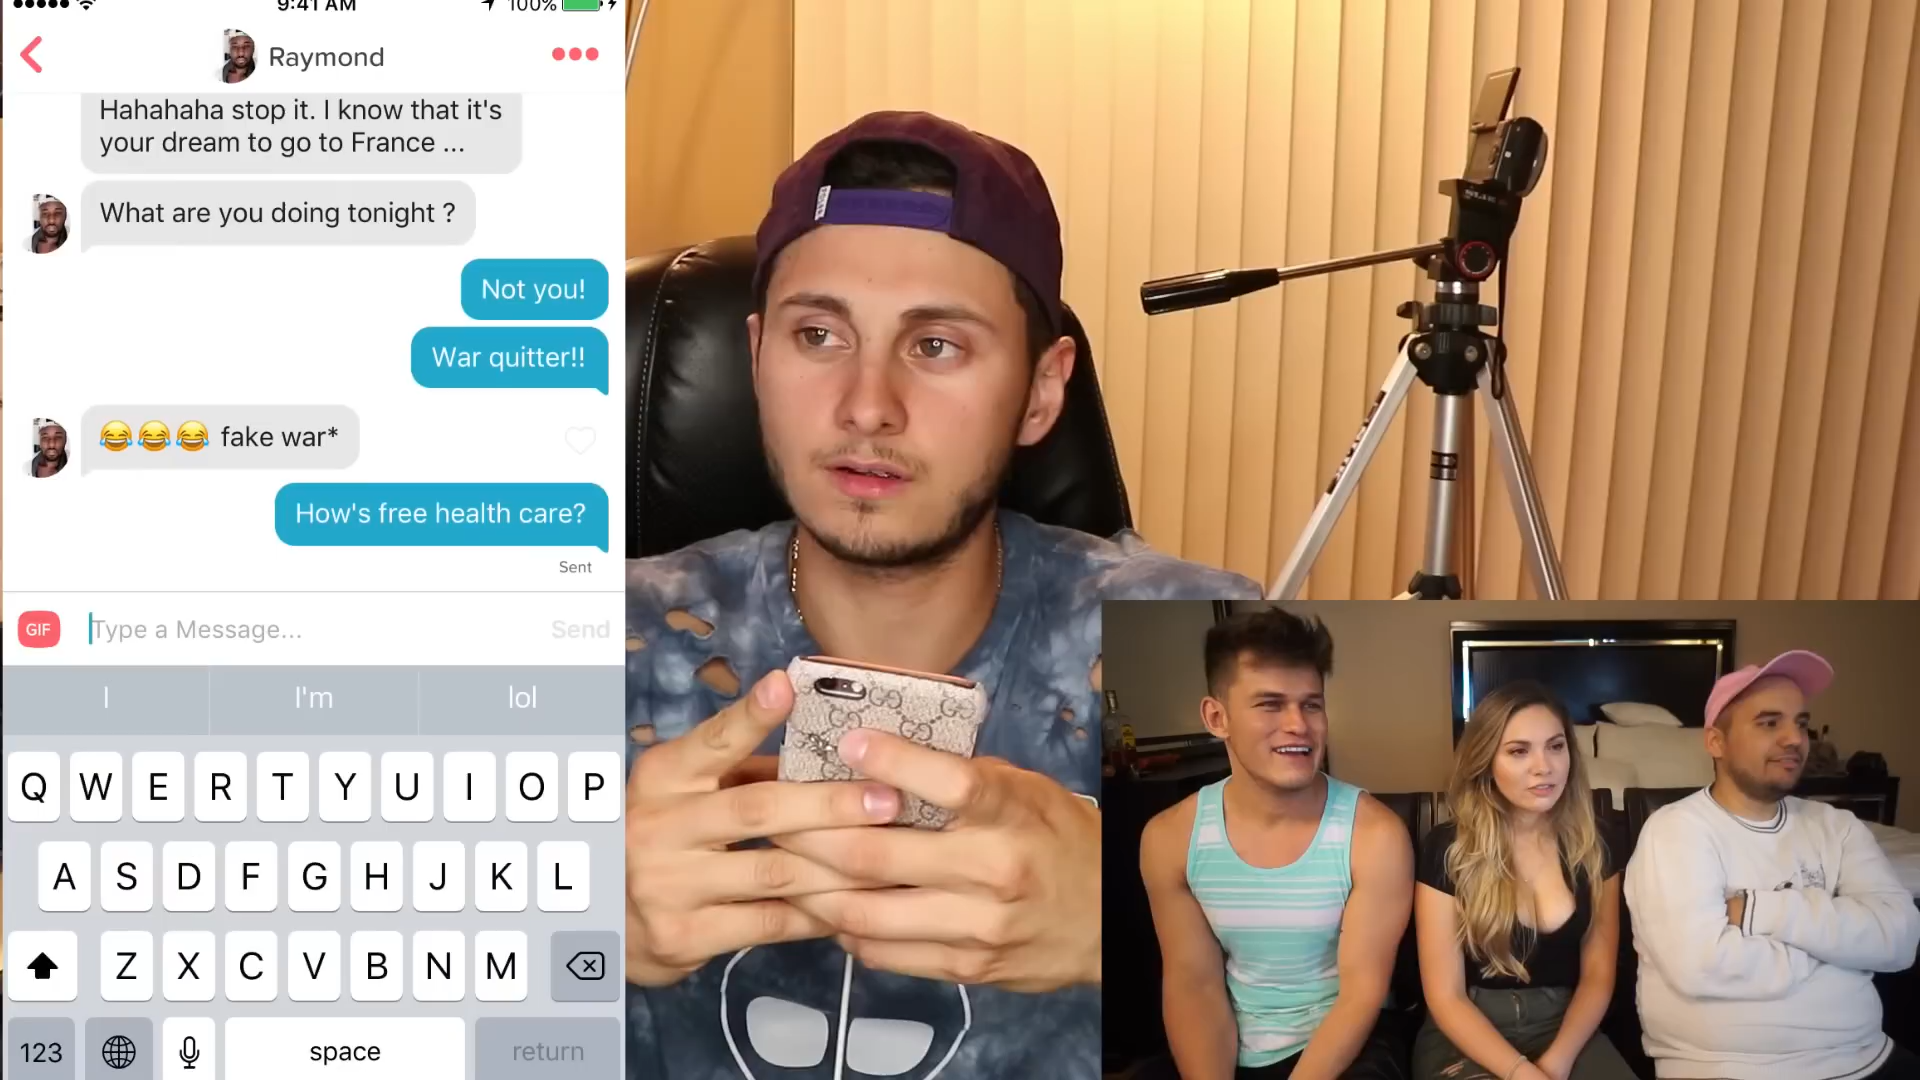 9:41 AM
100%
Raymond
Hahahaha stop it. I know that it's
your dream to go to France ...
What are you doing tonight ?
Not you!
War quitter!!
😂😂😂 fake war*
How's free health care?
Sent
GIF
Type a Message...
Send
I
I'm
lol
Q W E R T Y U I O P
A S D F G H J K L
Z X C V B N M
123
space
return